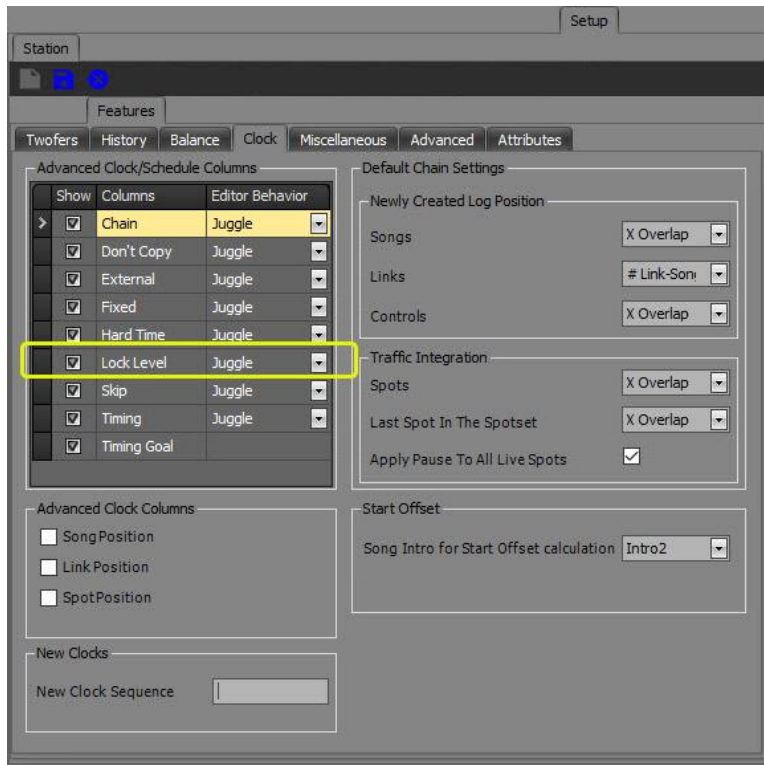 Setup
Station
Features
Twofers History Balance Clock Miscellaneous Advanced Attributes
Advanced Clock/Schedule Columns
Show Columns Editor Behavior
Chain Juggle
Don't Copy Juggle
External Juggle
Fixed Juggle
Hard Time Juggle
Lock Level Juggle
Skip Juggle
Timing Juggle
Timing Goal
Advanced Clock Columns
Song Position
Link Position
Spot Position
New Clocks
New Clock Sequence
Default Chain Settings
Newly Created Log Position
Songs X Overlap
Links # Link-Song
Controls X Overlap
Traffic Integration
Spots X Overlap
Last Spot In The Spotset X Overlap
Apply Pause To All Live Spots
Start Offset
Song Intro for Start Offset calculation Intro2